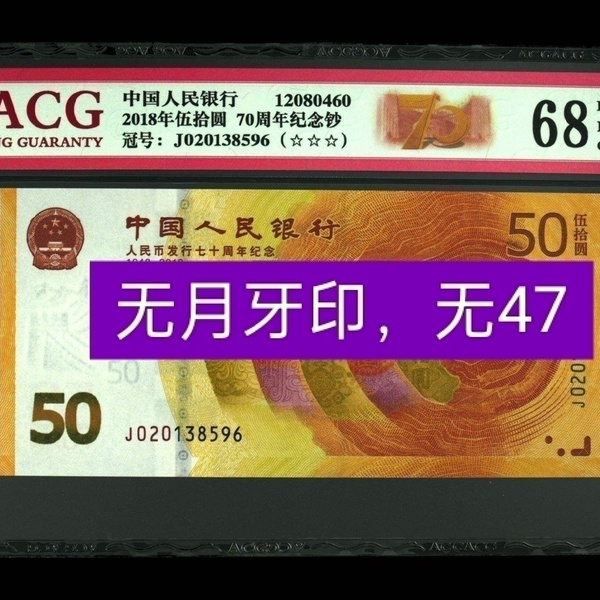 ACG
NG GUARANTY
中国人民银行 12080460
2018年伍拾圆 70周年纪念钞
冠号：J020138596（☆☆☆）
70
68
中国人民银行
人民币发行七十周年纪念
50
伍拾圆
无月牙印，无47
50
50
J020138596
J020